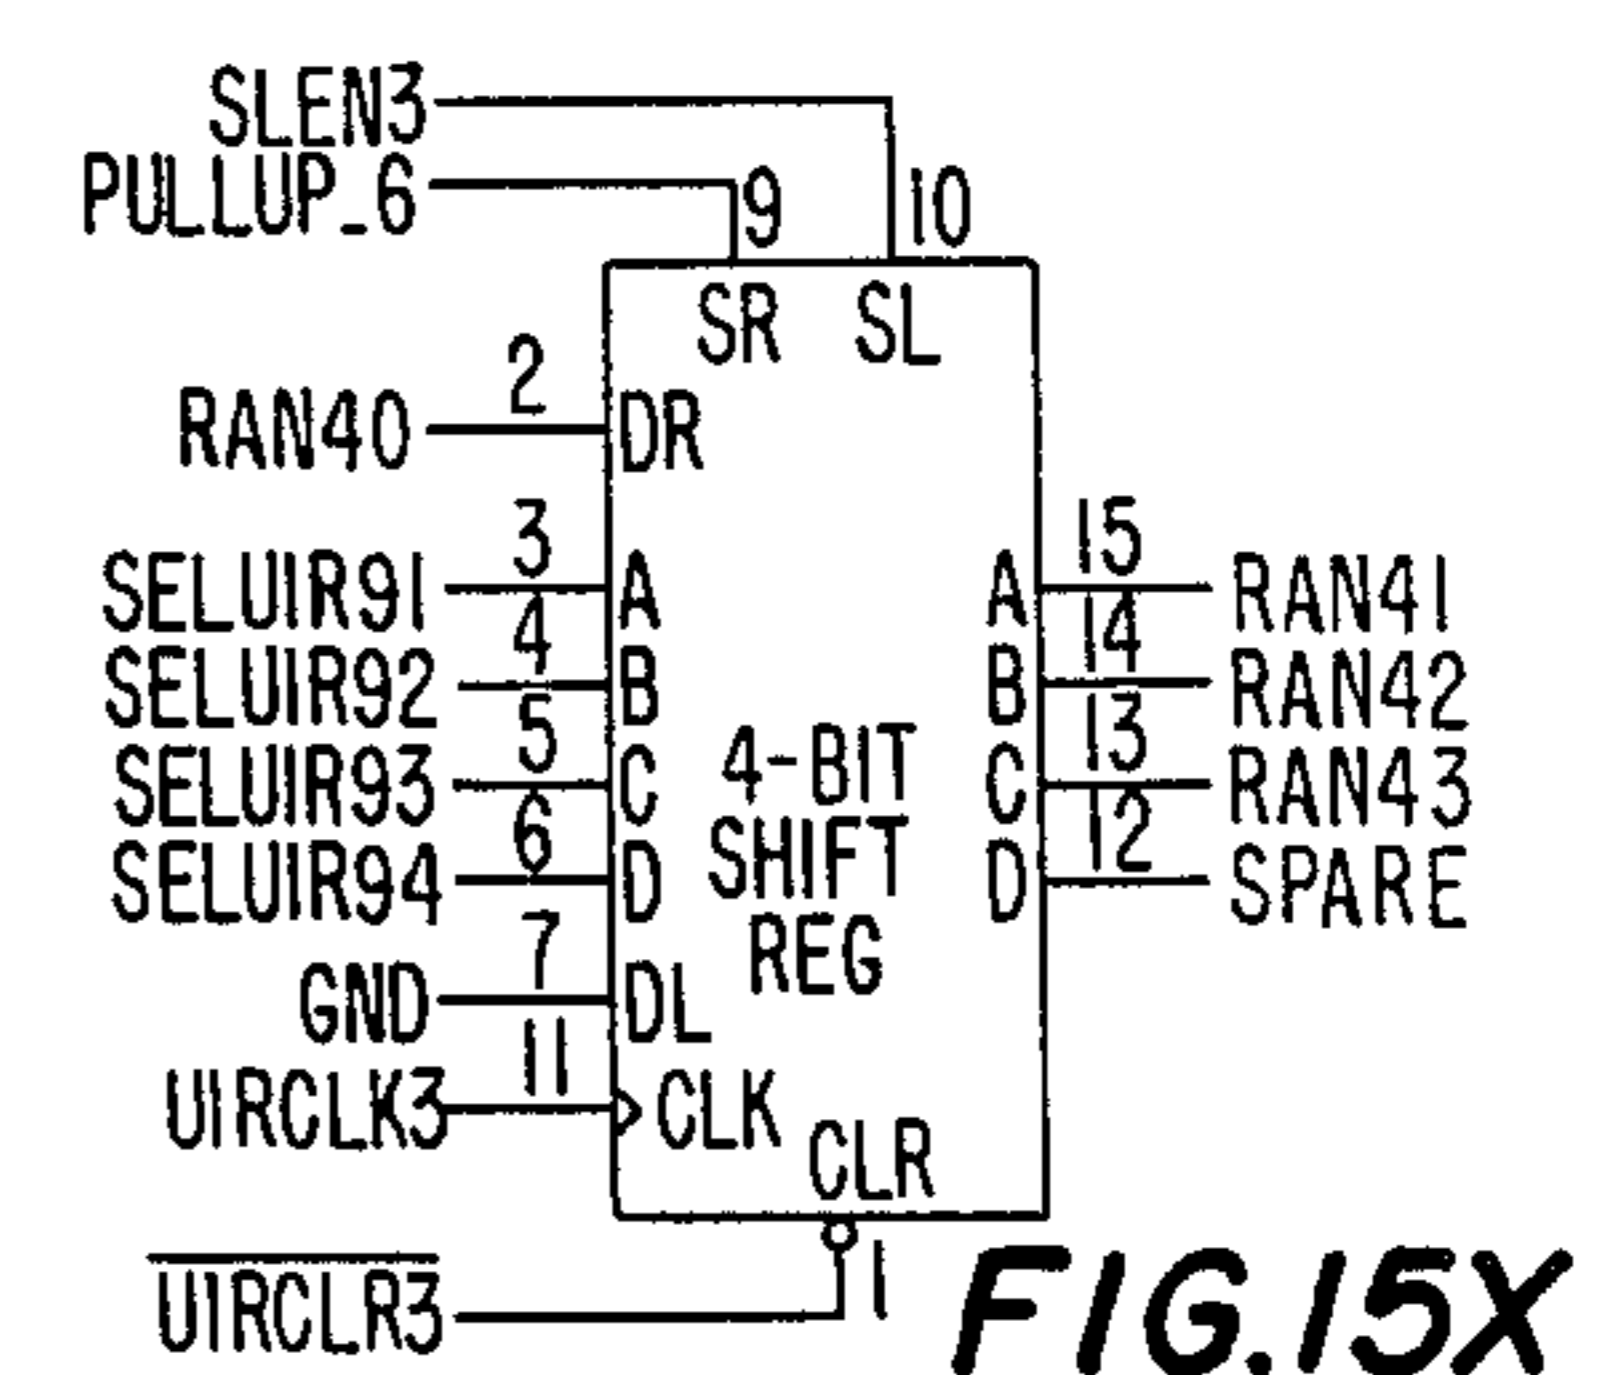 SLEN3
PULLUP_6
9
10
SR
SL
2
RAN40
DR
3
15
SELUIR91
A
A
RAN41
4
14
SELUIR92
B
B
RAN42
5
13
SELUIR93
C
4-BIT
C
RAN43
6
12
SELUIR94
D
SHIFT
D
SPARE
7
REG
GND
DL
11
UIRCLK3
CLK
CLR
UIRCLR3
1
FIG.15X